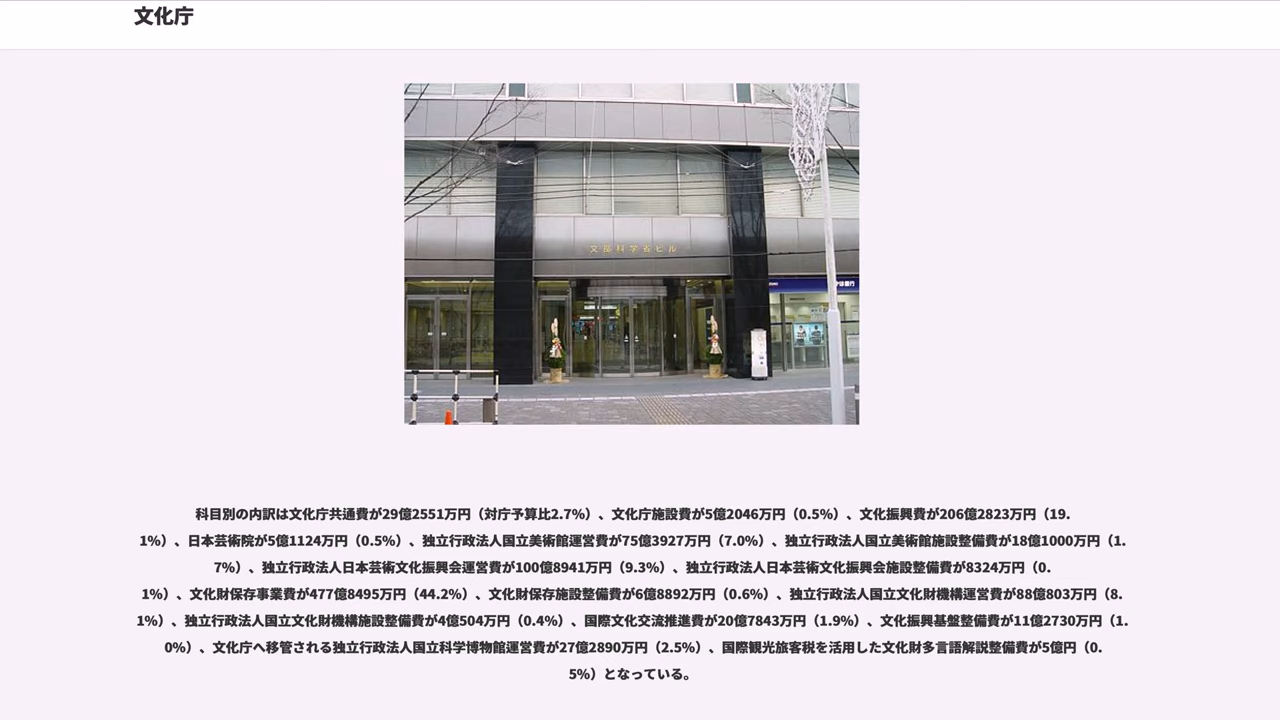 文化庁
文部科学省ビル
科目別の内訳は文化庁共通費が29億2551万円（対庁予算比2.7%）、文化庁施設費が5億2046万円（0.5%）、文化振興費が206億2823万円（19.
1%）、日本芸術院が5億1124万円（0.5%）、独立行政法人国立美術館運営費が75億3927万円（7.0%）、独立行政法人国立美術館施設整備費が18億1000万円（1.
7%）、独立行政法人日本芸術文化振興会運営費が100億8941万円（9.3%）、独立行政法人日本芸術文化振興会施設整備費が8324万円（0.
1%）、文化財保存事業費が477億8495万円（44.2%）、文化財保存施設整備費が6億8892万円（0.6%）、独立行政法人国立文化財機構運営費が88億803万円（8.
1%）、独立行政法人国立文化財機構施設整備費が4億504万円（0.4%）、国際文化交流推進費が20億7843万円（1.9%）、文化振興基盤整備費が11億2730万円（1.
0%）、文化庁へ移管される独立行政法人国立科学博物館運営費が27億2890万円（2.5%）、国際観光旅客税を活用した文化財多言語解説整備費が5億円（0.
5%）となっている。